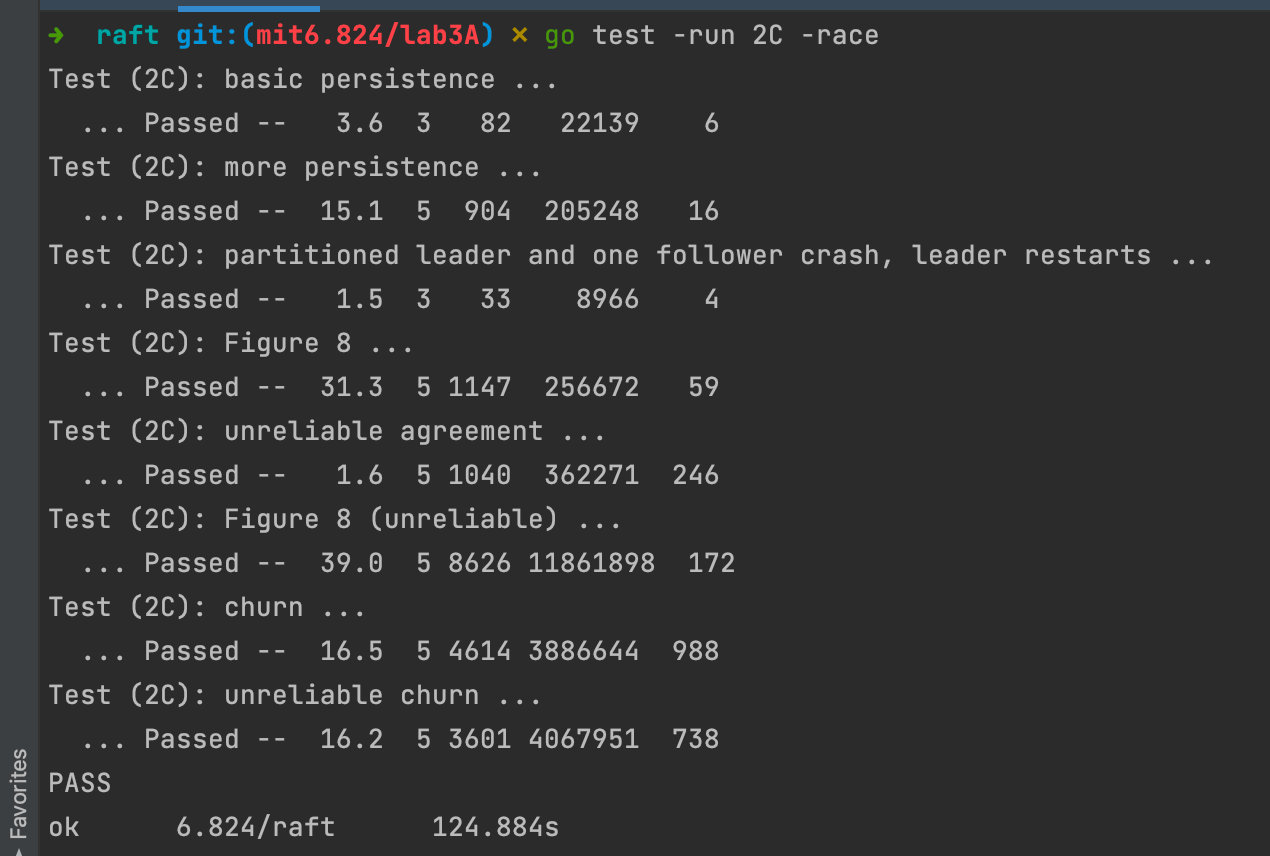 ➜  raft git:(mit6.824/lab3A) ✗ go test -run 2C -race
Test (2C): basic persistence ...
  ... Passed --   3.6  3   82   22139    6
Test (2C): more persistence ...
  ... Passed --  15.1  5  904  205248   16
Test (2C): partitioned leader and one follower crash, leader restarts ...
  ... Passed --   1.5  3   33    8966    4
Test (2C): Figure 8 ...
  ... Passed --  31.3  5 1147  256672   59
Test (2C): unreliable agreement ...
  ... Passed --   1.6  5 1040  362271  246
Test (2C): Figure 8 (unreliable) ...
  ... Passed --  39.0  5 8626 11861898  172
Test (2C): churn ...
  ... Passed --  16.5  5 4614 3886644  988
Test (2C): unreliable churn ...
  ... Passed --  16.2  5 3601 4067951  738
PASS
ok      6.824/raft      124.884s
Favorites